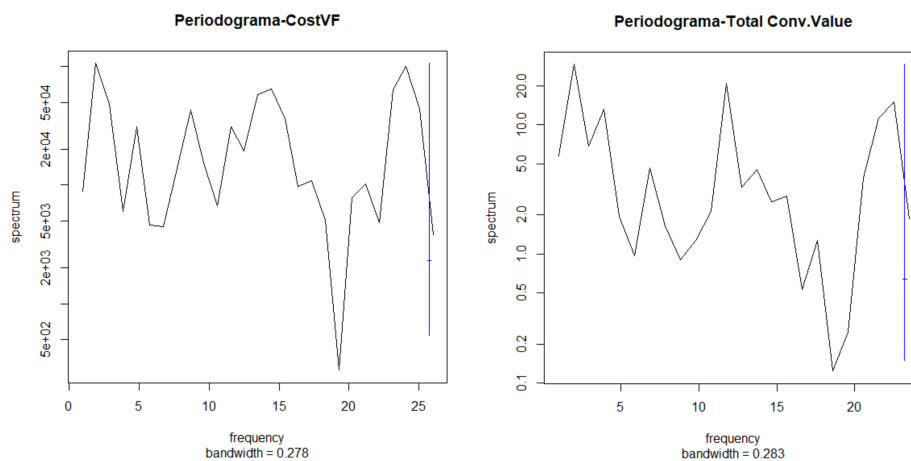 Periodograma-CostVF
spectrum
5e+02 2e+03 5e+03 2e+04 5e+04
0 5 10 15 20 25
frequency
bandwidth = 0.278
Periodograma-Total Conv.Value
spectrum
0.1 0.2 0.5 1.0 2.0 5.0 10.0 20.0
5 10 15 20
frequency
bandwidth = 0.283